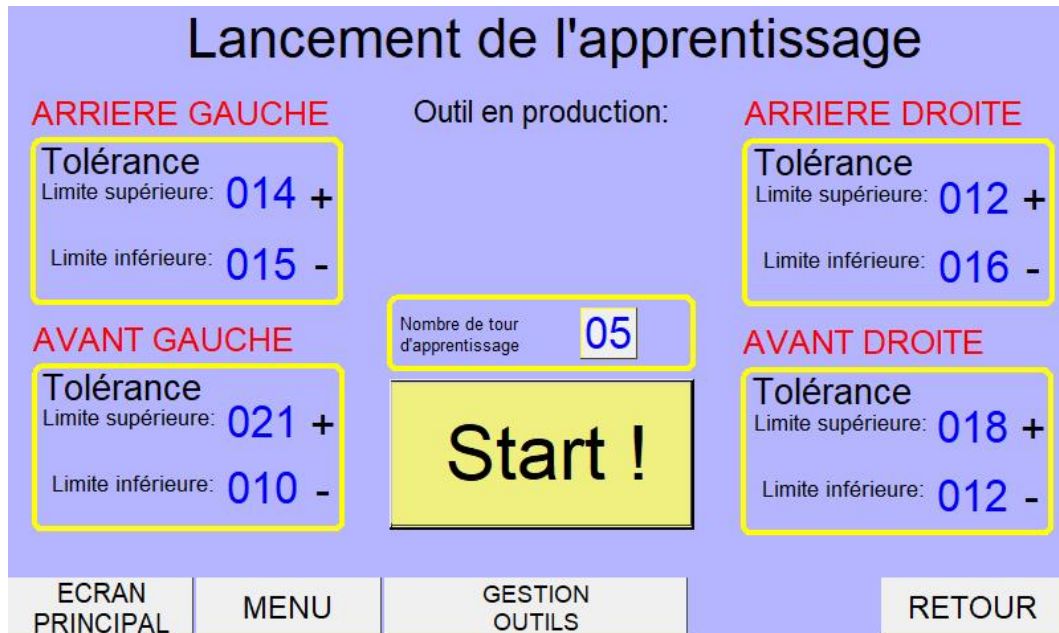 Lancement de l'apprentissage
ARRIERE GAUCHE
Tolérance
Limite supérieure: 014 +
Limite inférieure: 015 -
Outil en production:
ARRIERE DROITE
Tolérance
Limite supérieure: 012 +
Limite inférieure: 016 -
AVANT GAUCHE
Tolérance
Limite supérieure: 021 +
Limite inférieure: 010 -
Nombre de tour
d'apprentissage 05
Start !
AVANT DROITE
Tolérance
Limite supérieure: 018 +
Limite inférieure: 012 -
ECRAN
PRINCIPAL
MENU
GESTION
OUTILS
RETOUR